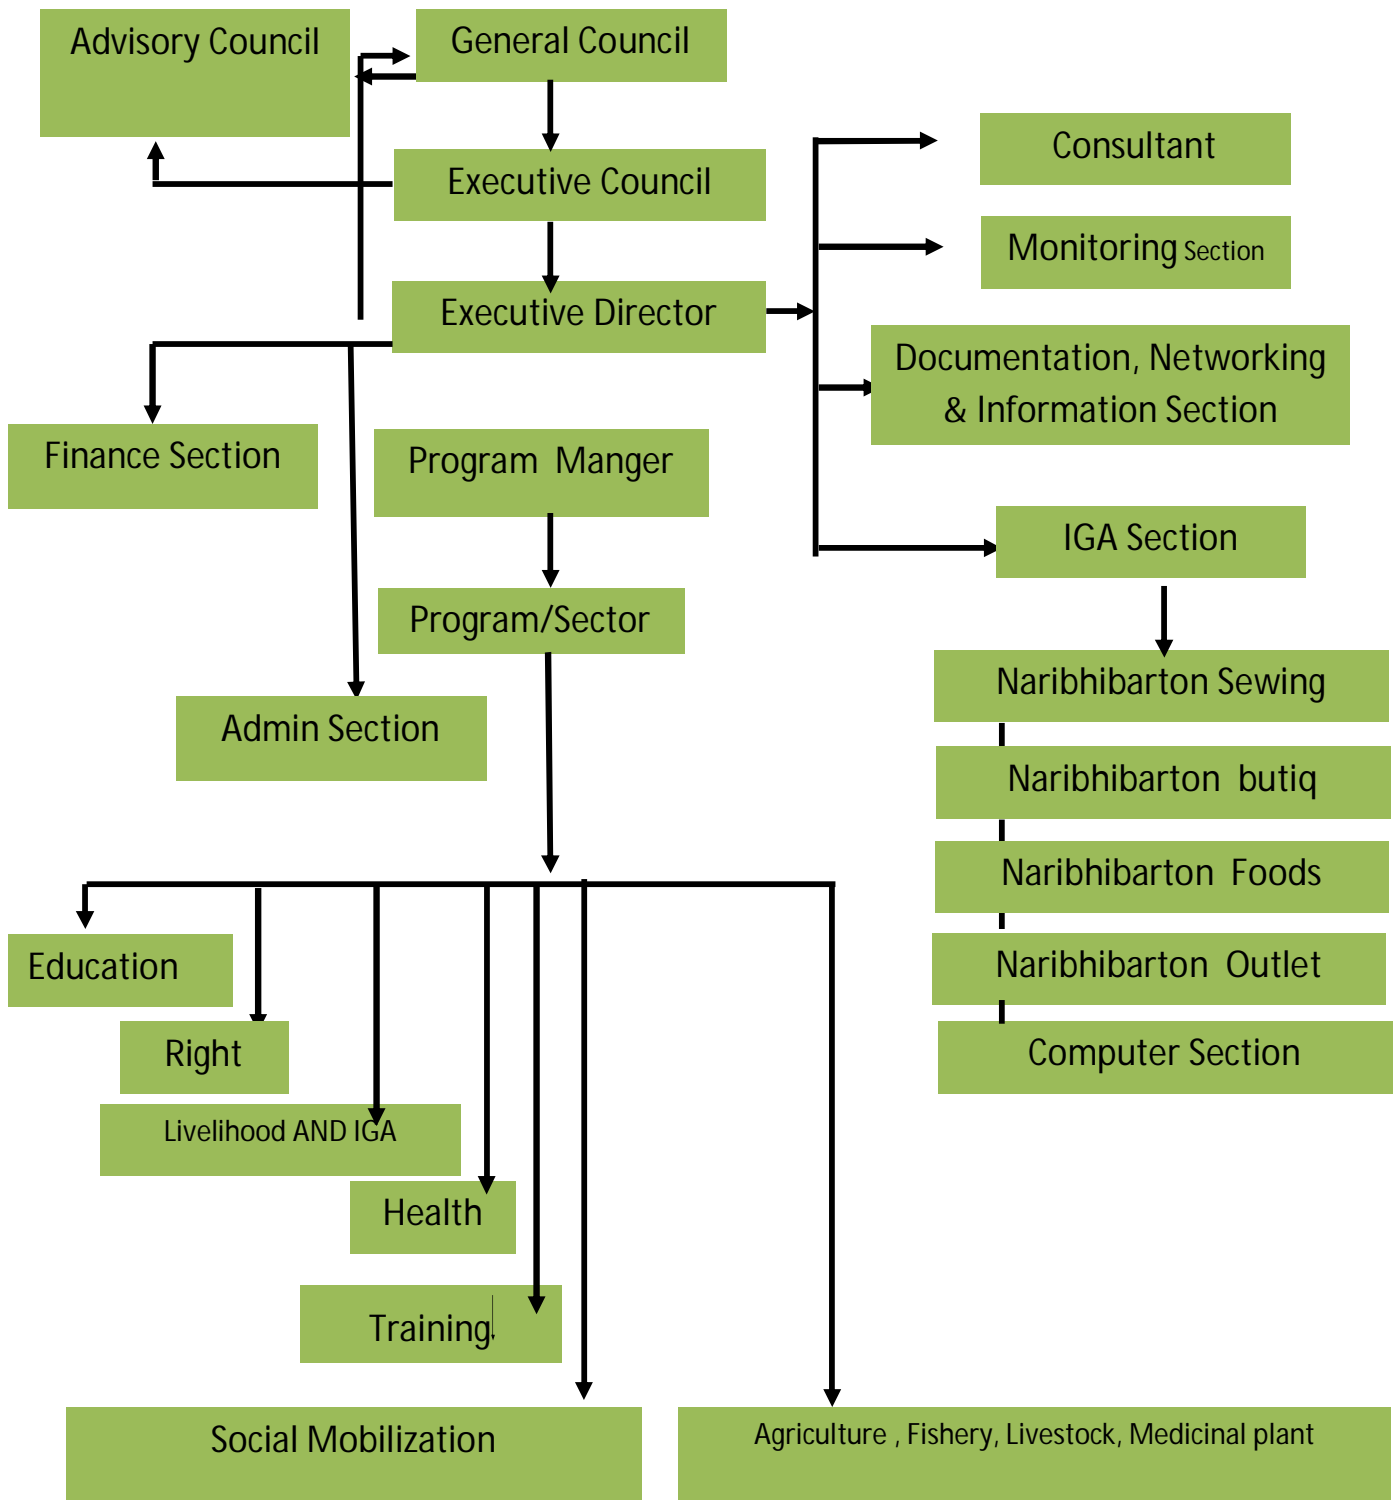 Advisory Council
General Council
Executive Council
Executive Director
Consultant
Monitoring Section
Documentation, Networking
& Information Section
Finance Section
Program Manger
IGA Section
Program/Sector
Admin Section
Naribhibarton Sewing
Naribhibarton butiq
Naribhibarton Foods
Naribhibarton Outlet
Computer Section
Education
Right
Livelihood AND IGA
Health
Training
Social Mobilization
Agriculture , Fishery, Livestock, Medicinal plant